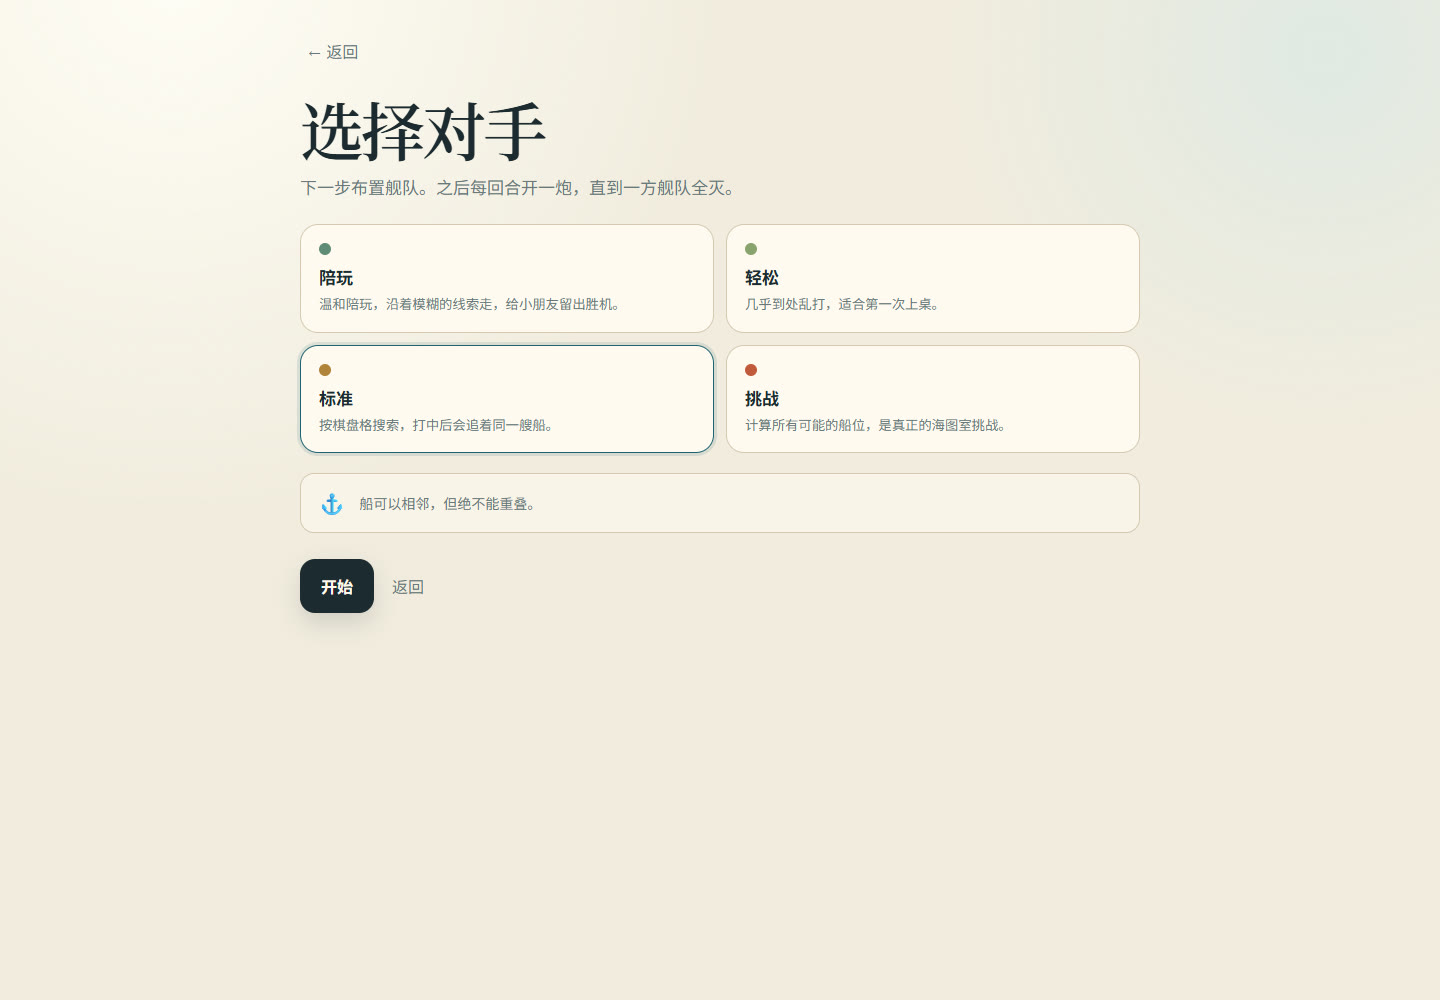 ← 返回
选择对手
下一步布置舰队。之后每回合开一炮，直到一方舰队全灭。
陪玩
温和陪玩，沿着模糊的线索走，给小朋友留出胜机。
轻松
几乎到处乱打，适合第一次上桌。
标准
按棋盘格搜索，打中后会追着同一艘船。
挑战
计算所有可能的船位，是真正的海图室挑战。
船可以相邻，但绝不能重叠。
开始
返回